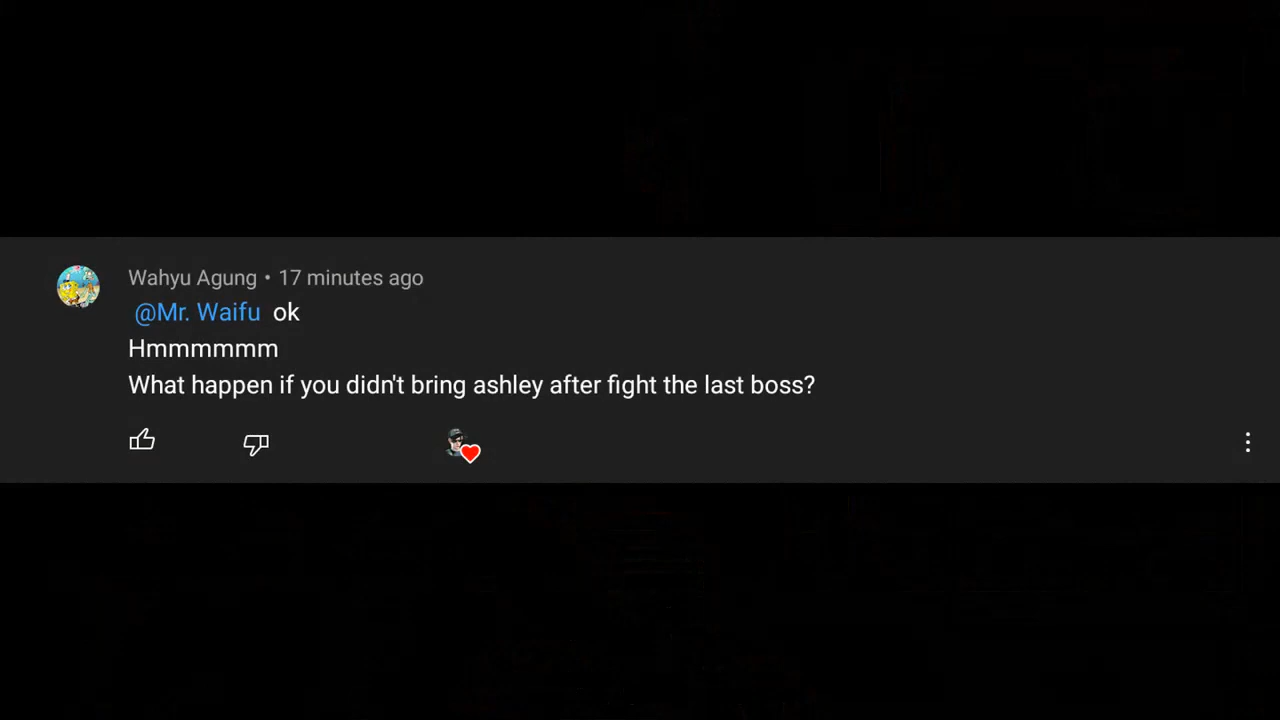 Wahyu Agung • 17 minutes ago
@Mr. Waifu ok
Hmmmmmm
What happen if you didn't bring ashley after fight the last boss?